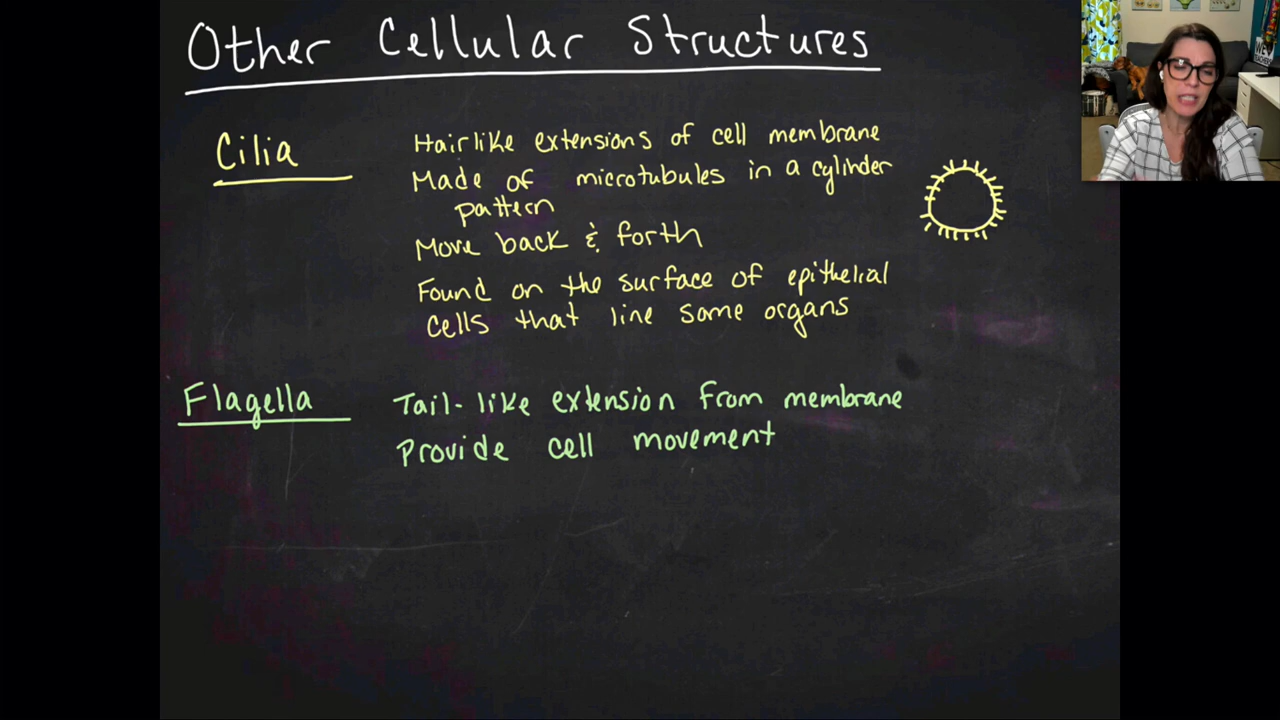 Other Cellular Structures
Cilia
Hairlike extensions of cell membrane
Made of microtubules in a cylinder
pattern
Move back & forth
Found on the surface of epithelial
cells that line some organs
Flagella
Tail-like extension from membrane
Provide cell movement